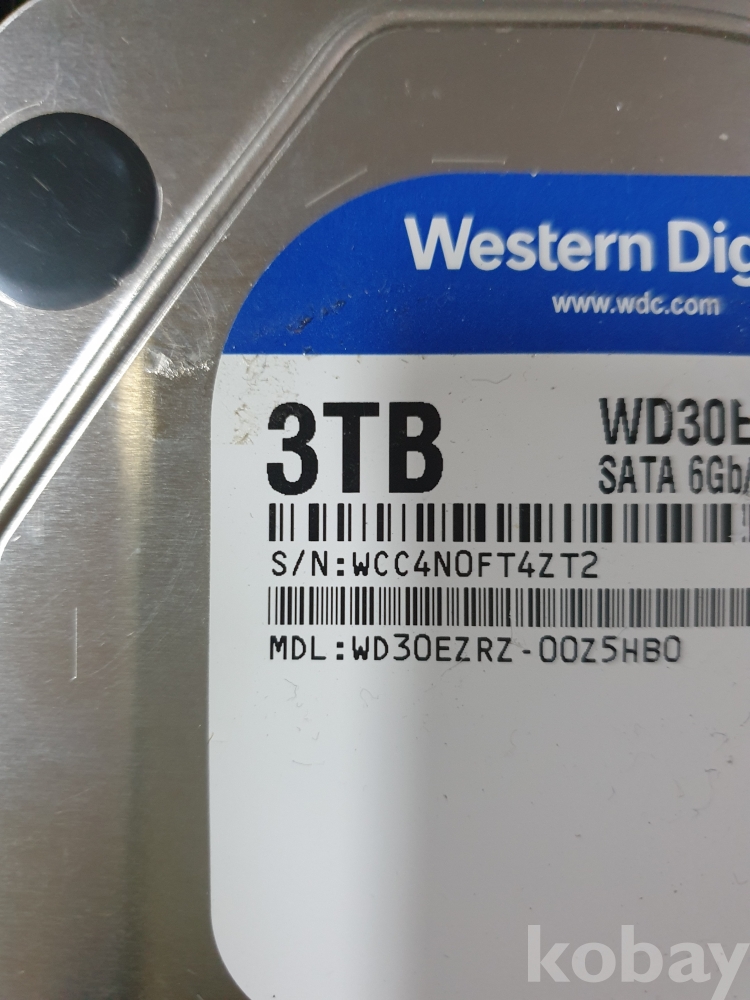 Western Dig
www.wdc.com
3TB
WD30E
SATA 6Gb/
S/N:WCC4N0FT4ZT2
MDL:WD30EZRZ-00Z5HB0
kobay